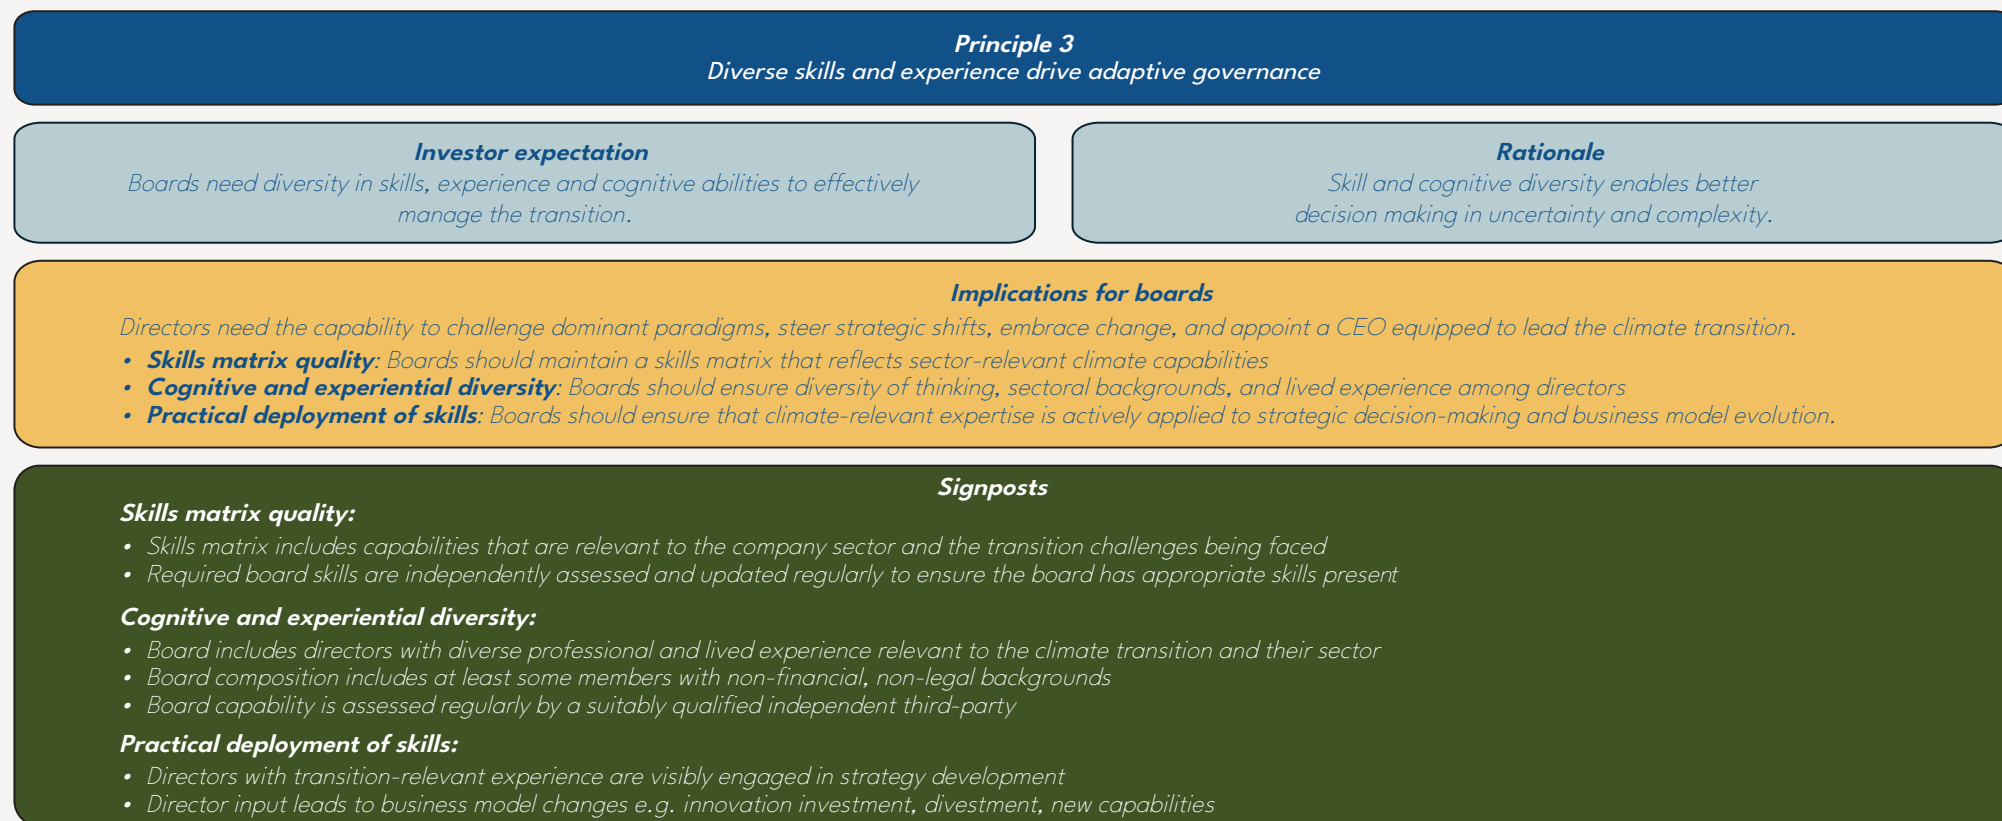 Principle 3
Diverse skills and experience drive adaptive governance
Investor expectation
Boards need diversity in skills, experience and cognitive abilities to effectively
manage the transition.
Rationale
Skill and cognitive diversity enables better
decision making in uncertainty and complexity.
Implications for boards
Directors need the capability to challenge dominant paradigms, steer strategic shifts, embrace change, and appoint a CEO equipped to lead the climate transition.
• Skills matrix quality: Boards should maintain a skills matrix that reflects sector-relevant climate capabilities
• Cognitive and experiential diversity: Boards should ensure diversity of thinking, sectoral backgrounds, and lived experience among directors
• Practical deployment of skills: Boards should ensure that climate-relevant expertise is actively applied to strategic decision-making and business model evolution.
Signposts
Skills matrix quality:
• Skills matrix includes capabilities that are relevant to the company sector and the transition challenges being faced
• Required board skills are independently assessed and updated regularly to ensure the board has appropriate skills present
Cognitive and experiential diversity:
• Board includes directors with diverse professional and lived experience relevant to the climate transition and their sector
• Board composition includes at least some members with non-financial, non-legal backgrounds
• Board capability is assessed regularly by a suitably qualified independent third-party
Practical deployment of skills:
• Directors with transition-relevant experience are visibly engaged in strategy development
• Director input leads to business model changes e.g. innovation investment, divestment, new capabilities